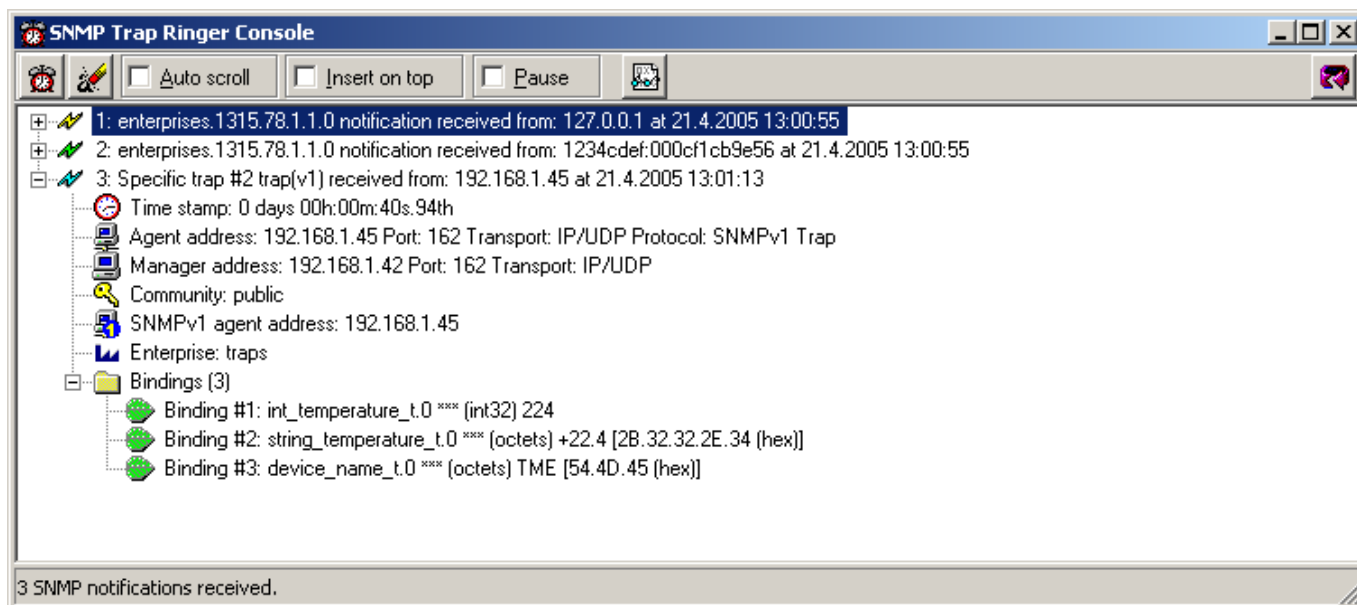 SNMP Trap Ringer Console
Auto scroll Insert on top Pause
1: enterprises.1315.78.1.1.0 notification received from: 127.0.0.1 at 21.4.2005 13:00:55
2: enterprises.1315.78.1.1.0 notification received from: 1234cdef:000cf1cb9e56 at 21.4.2005 13:00:55
3: Specific trap #2 trap(v1) received from: 192.168.1.45 at 21.4.2005 13:01:13
Time stamp: 0 days 00h:00m:40s.94th
Agent address: 192.168.1.45 Port: 162 Transport: IP/UDP Protocol: SNMPv1 Trap
Manager address: 192.168.1.42 Port: 162 Transport: IP/UDP
Community: public
SNMPv1 agent address: 192.168.1.45
Enterprise: traps
Bindings (3)
Binding #1: int_temperature_t.0 *** (int32) 224
Binding #2: string_temperature_t.0 *** (octets) +22.4 [2B.32.32.2E.34 (hex)]
Binding #3: device_name_t.0 *** (octets) TME [54.4D.45 (hex)]
3 SNMP notifications received.